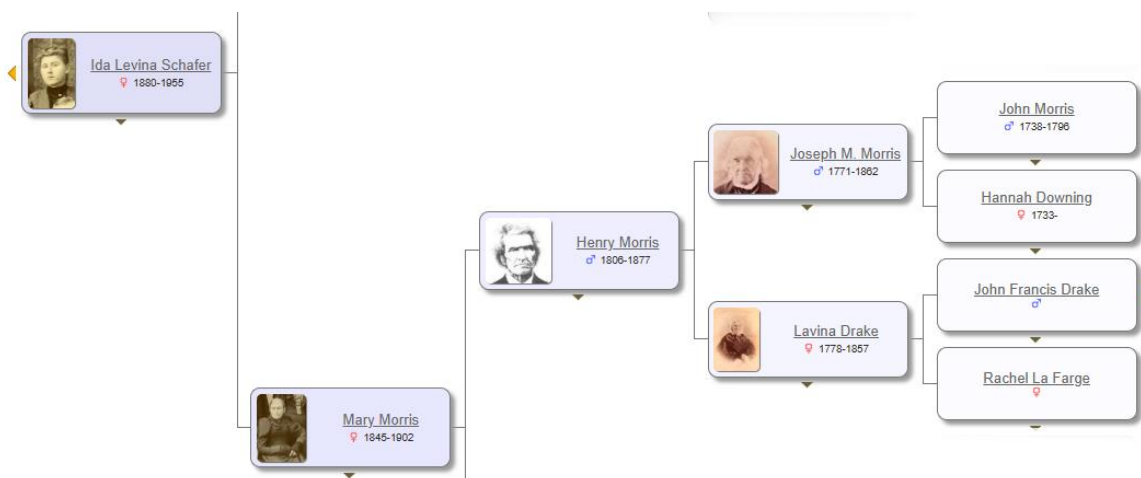 Ida Levina Schafer
♀ 1880-1955
John Morris
♂ 1738-1796
Joseph M. Morris
♂ 1771-1862
Hannah Downing
♀ 1733-
Henry Morris
♂ 1806-1877
John Francis Drake
♂
Lavina Drake
♀ 1778-1857
Rachel La Farge
♀
Mary Morris
♀ 1845-1902